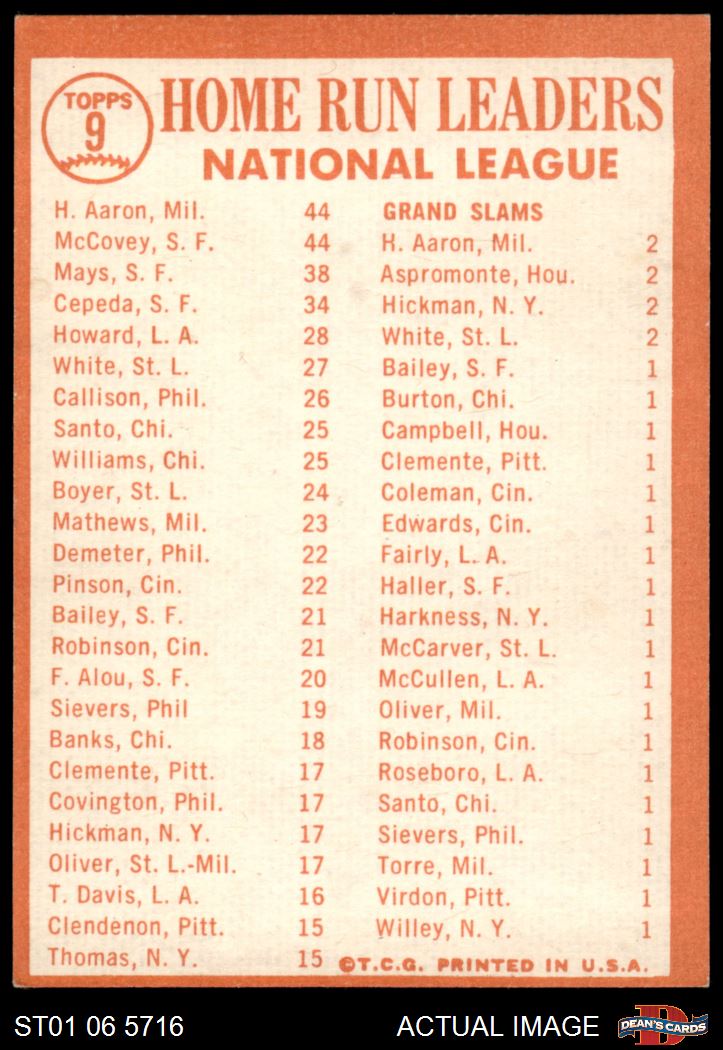 TOPPS
9
HOME RUN LEADERS
NATIONAL LEAGUE
H. Aaron, Mil. 44
McCovey, S. F. 44
Mays, S. F. 38
Cepeda, S. F. 34
Howard, L. A. 28
White, St. L. 27
Callison, Phil. 26
Santo, Chi. 25
Williams, Chi. 25
Boyer, St. L. 24
Mathews, Mil. 23
Demeter, Phil. 22
Pinson, Cin. 22
Bailey, S. F. 21
Robinson, Cin. 21
F. Alou, S. F. 20
Sievers, Phil 19
Banks, Chi. 18
Clemente, Pitt. 17
Covington, Phil. 17
Hickman, N. Y. 17
Oliver, St. L.-Mil. 17
T. Davis, L. A. 16
Clendenon, Pitt. 15
Thomas, N. Y. 15
GRAND SLAMS
H. Aaron, Mil. 2
Aspromonte, Hou. 2
Hickman, N. Y. 2
White, St. L. 2
Bailey, S. F. 1
Burton, Chi. 1
Campbell, Hou. 1
Clemente, Pitt. 1
Coleman, Cin. 1
Edwards, Cin. 1
Fairly, L. A. 1
Haller, S. F. 1
Harkness, N. Y. 1
McCarver, St. L. 1
McCullen, L. A. 1
Oliver, Mil. 1
Robinson, Cin. 1
Roseboro, L. A. 1
Santo, Chi. 1
Sievers, Phil. 1
Torre, Mil. 1
Virdon, Pitt. 1
Willey, N. Y. 1
©T.C.G. PRINTED IN U.S.A.
ST01 06 5716
ACTUAL IMAGE
D
DEAN'S CARDS